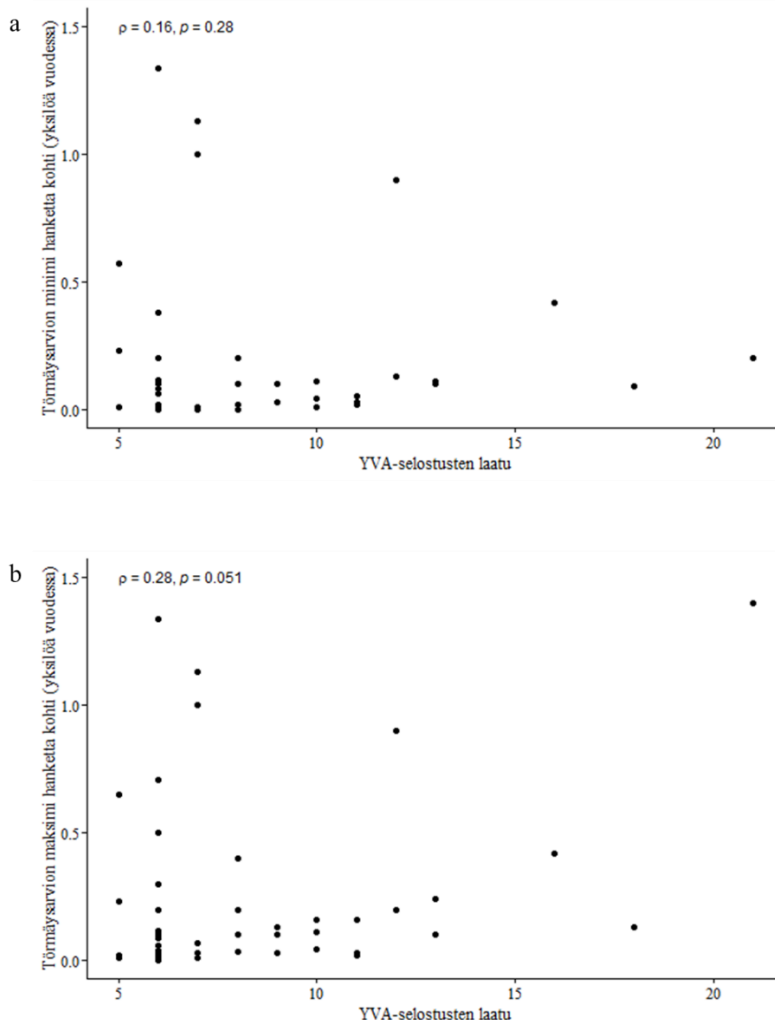 a
ρ = 0.16, p = 0.28
Törmäysarvion minimi hanketta kohti (yksilöä vuodessa)
1.5
1.0
0.5
0.0
5 10 15 20
YVA-selostusten laatu
b
ρ = 0.28, p = 0.051
Törmäysarvion maksimi hanketta kohti (yksilöä vuodessa)
1.5
1.0
0.5
0.0
5 10 15 20
YVA-selostusten laatu